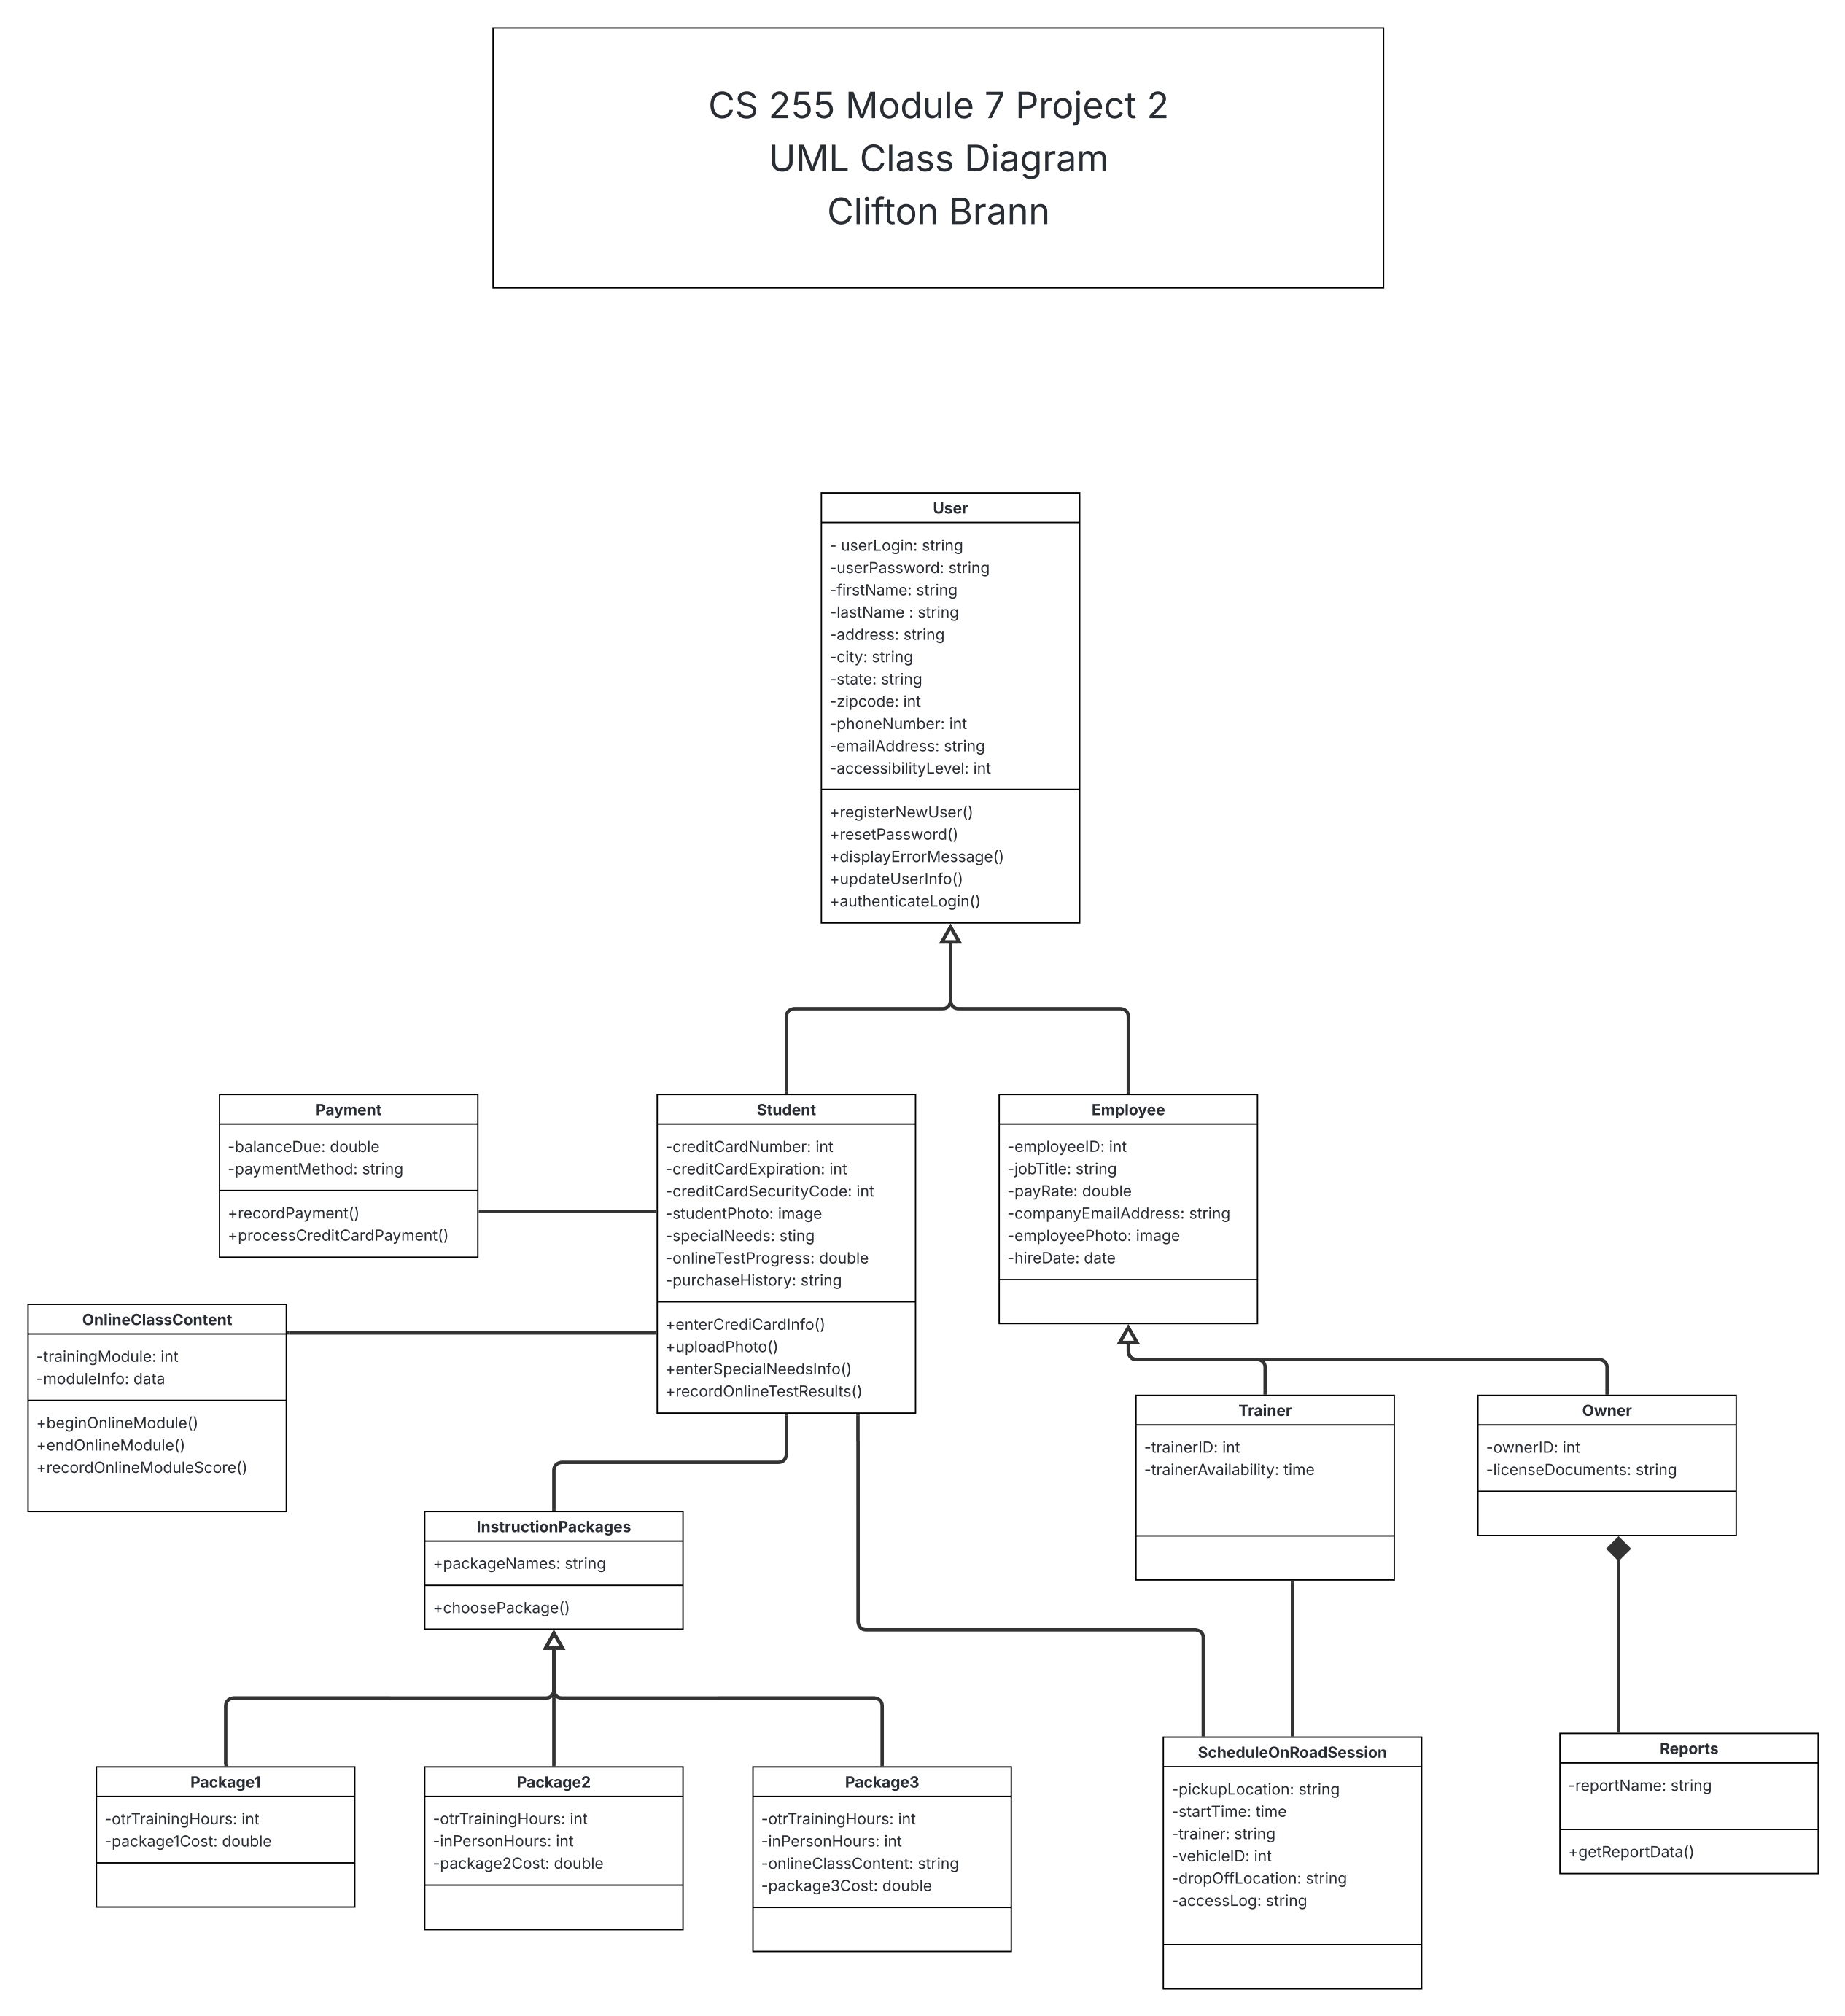 CS 255 Module 7 Project 2
UML Class Diagram
Clifton Brann
User
- userLogin: string
-userPassword: string
-firstName: string
-lastName : string
-address: string
-city: string
-state: string
-zipcode: int
-phoneNumber: int
-emailAddress: string
-accessibilityLevel: int
+registerNewUser()
+resetPassword()
+displayErrorMessage()
+updateUserInfo()
+authenticateLogin()
Payment
-balanceDue: double
-paymentMethod: string
+recordPayment()
+processCreditCardPayment()
Student
-creditCardNumber: int
-creditCardExpiration: int
-creditCardSecurityCode: int
-studentPhoto: image
-specialNeeds: sting
-onlineTestProgress: double
-purchaseHistory: string
+enterCrediCardInfo()
+uploadPhoto()
+enterSpecialNeedsInfo()
+recordOnlineTestResults()
Employee
-employeeID: int
-jobTitle: string
-payRate: double
-companyEmailAddress: string
-employeePhoto: image
-hireDate: date
OnlineClassContent
-trainingModule: int
-moduleInfo: data
+beginOnlineModule()
+endOnlineModule()
+recordOnlineModuleScore()
Trainer
-trainerID: int
-trainerAvailability: time
Owner
-ownerID: int
-licenseDocuments: string
InstructionPackages
+packageNames: string
+choosePackage()
Package1
-otrTrainingHours: int
-package1Cost: double
Package2
-otrTrainingHours: int
-inPersonHours: int
-package2Cost: double
Package3
-otrTrainingHours: int
-inPersonHours: int
-onlineClassContent: string
-package3Cost: double
ScheduleOnRoadSession
-pickupLocation: string
-startTime: time
-trainer: string
-vehicleID: int
-dropOffLocation: string
-accessLog: string
Reports
-reportName: string
+getReportData()